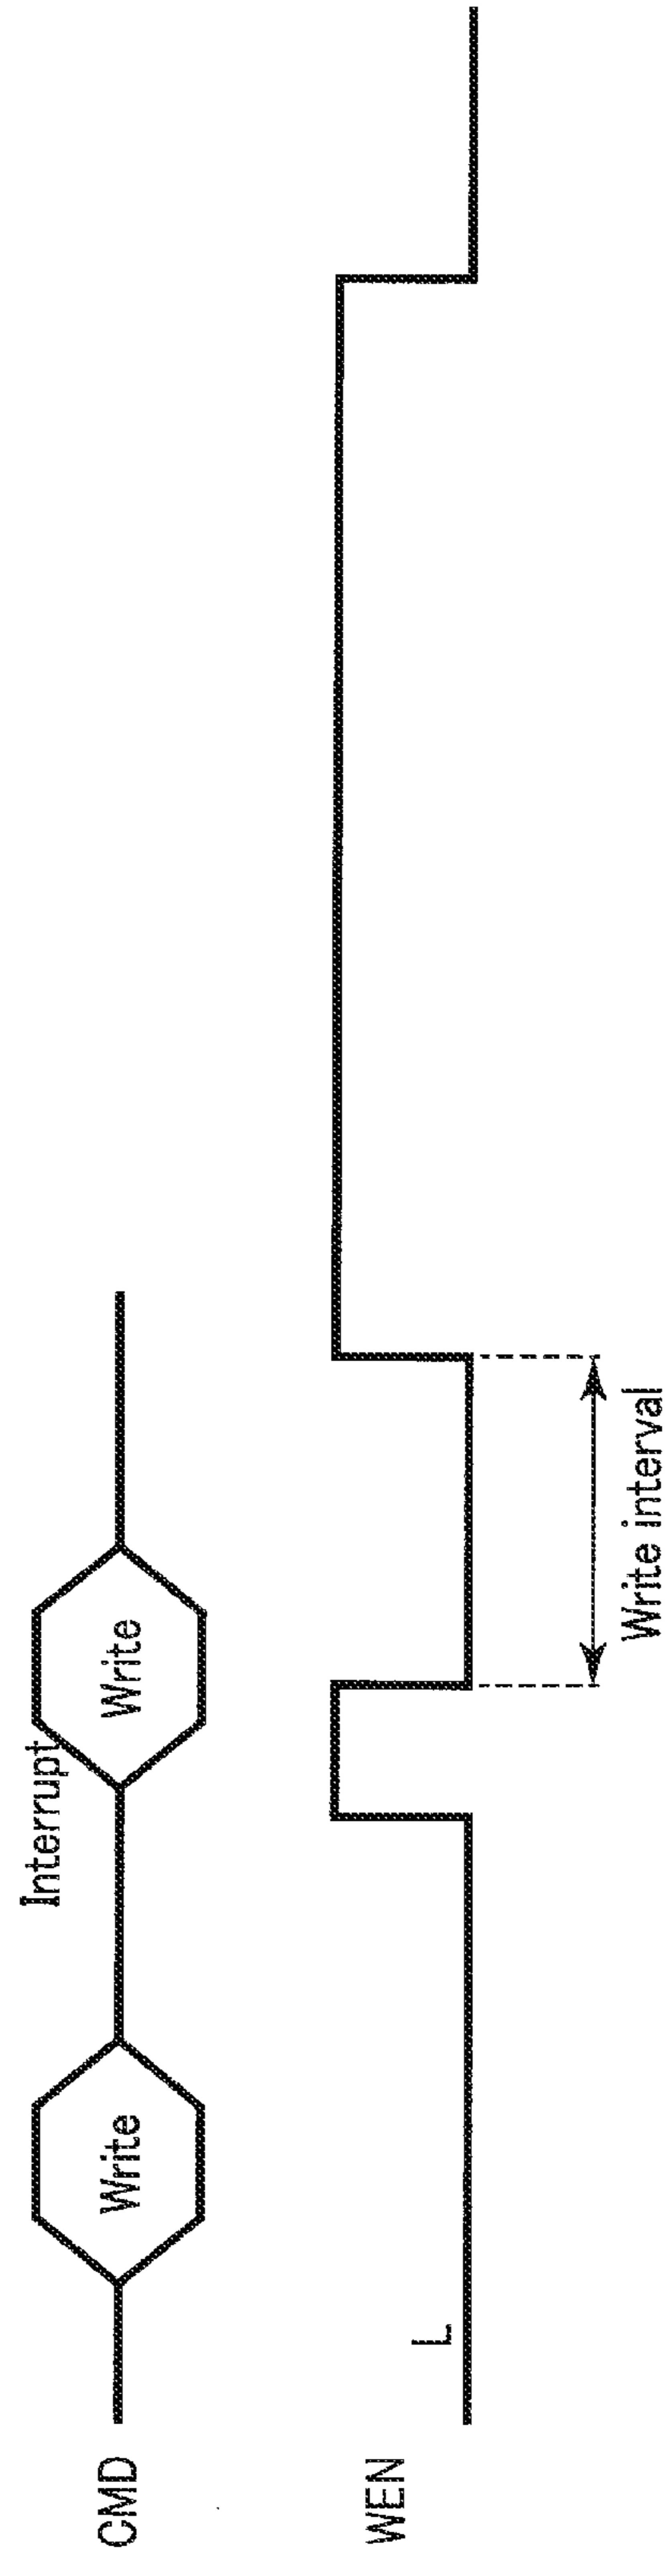 CMD
Write
Interrupt
Write
WEN
L
Write interval